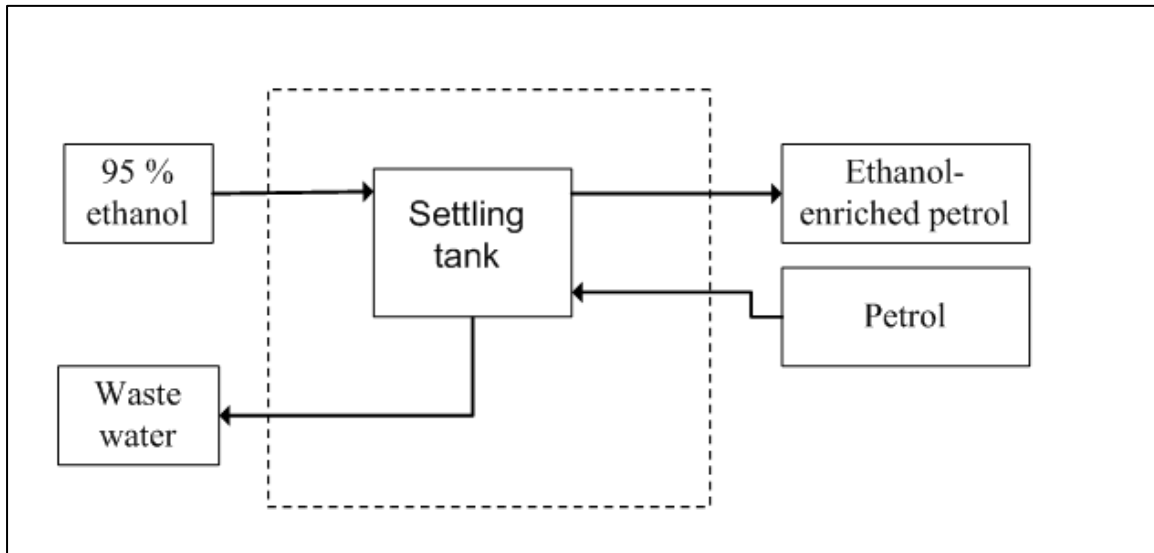 95 %
ethanol
Settling
tank
Ethanol-
enriched petrol
Petrol
Waste
water